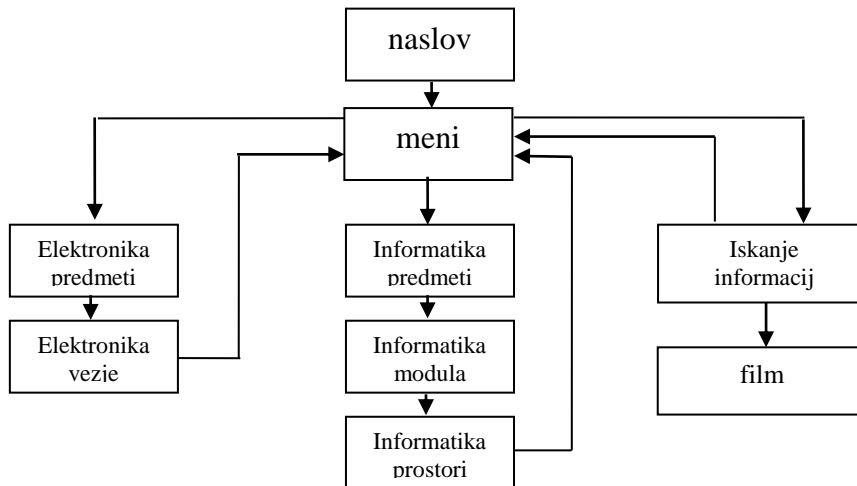 naslov
meni
Elektronika
predmeti
Elektronika
vezje
Informatika
predmeti
Informatika
modula
Informatika
prostori
Iskanje
informacij
film